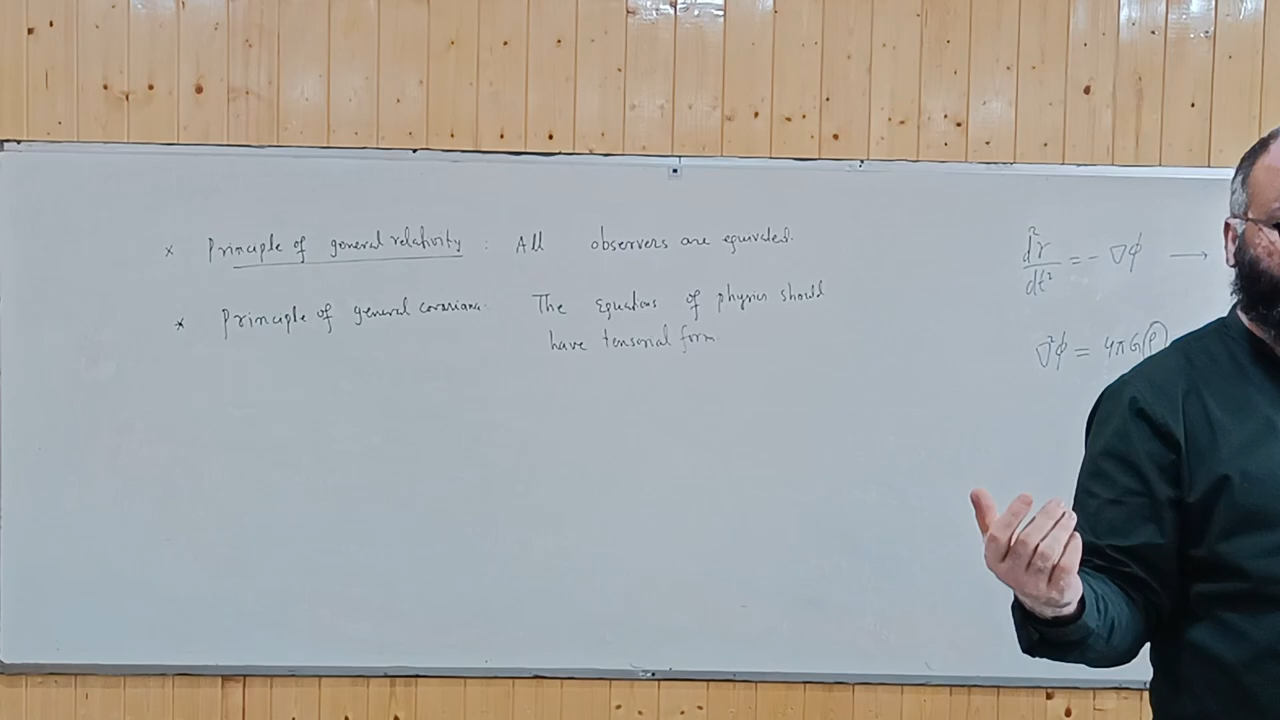 × Principle of general relativity : All observers are equivalent.
* Principle of general covariance. The equations of physics should
have tensorial form
d²r/dt² = - ∇ϕ →
∇²ϕ = 4πGρ